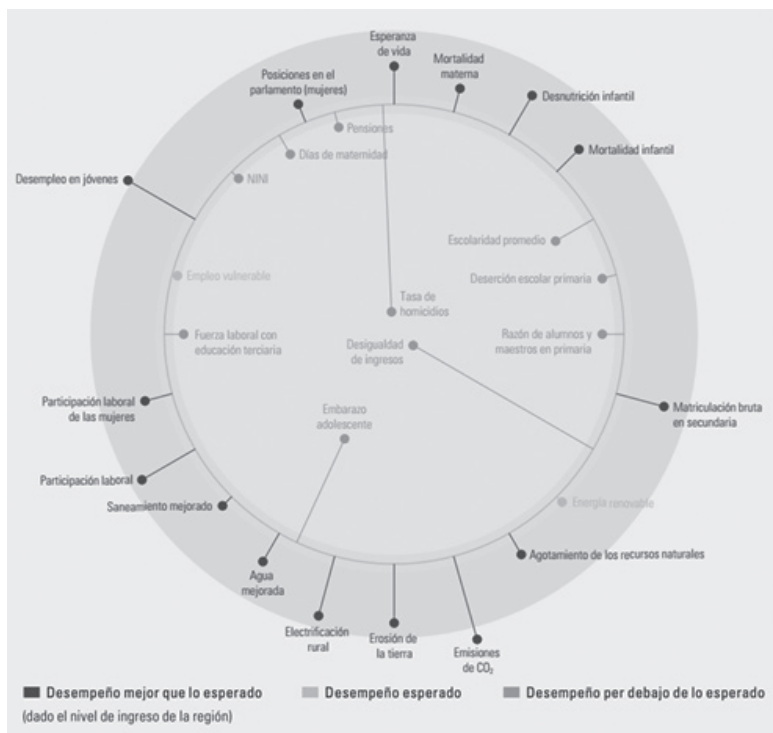 Esperanza
de vida
Mortalidad
materna
Posiciones en el
parlamento (mujeres)
Desnutrición infantil
Pensiones
Días de maternidad
Mortalidad infantil
Desempleo en jóvenes
NINI
Escolaridad promedio
Empleo vulnerable
Deserción escolar primaria
Tasa de
homicidios
Fuerza laboral con
educación terciaria
Desigualdad
de ingresos
Razón de alumnos y
maestros en primaria
Participación laboral
de las mujeres
Embarazo
adolescente
Matriculación bruta
en secundaria
Participación laboral
Saneamiento mejorado
Energía renovable
Agotamiento de los recursos naturales
Agua
mejorada
Electrificación
rural
Erosión de
la tierra
Emisiones
de CO₂
Desempeño mejor que lo esperado
Desempeño esperado
Desempeño per debajo de lo esperado
(dado el nivel de ingreso de la región)